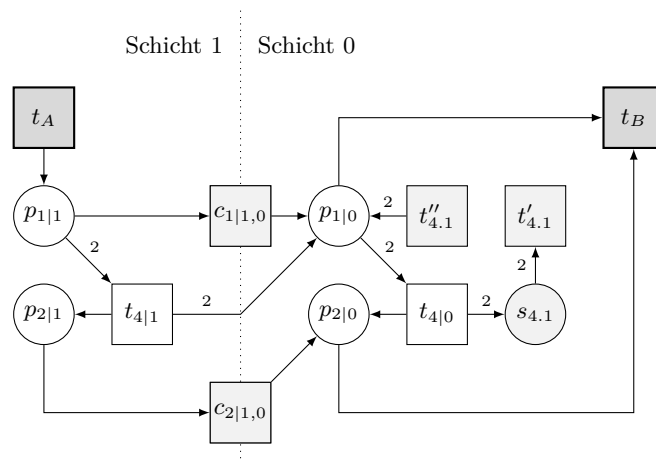 Schicht 1 Schicht 0
t_A t_B
p_{1|1} c_{1|1,0} p_{1|0} 2 t''_{4.1} t'_{4.1}
2 2 2
p_{2|1} t_{4|1} 2 p_{2|0} t_{4|0} 2 s_{4.1}
c_{2|1,0}